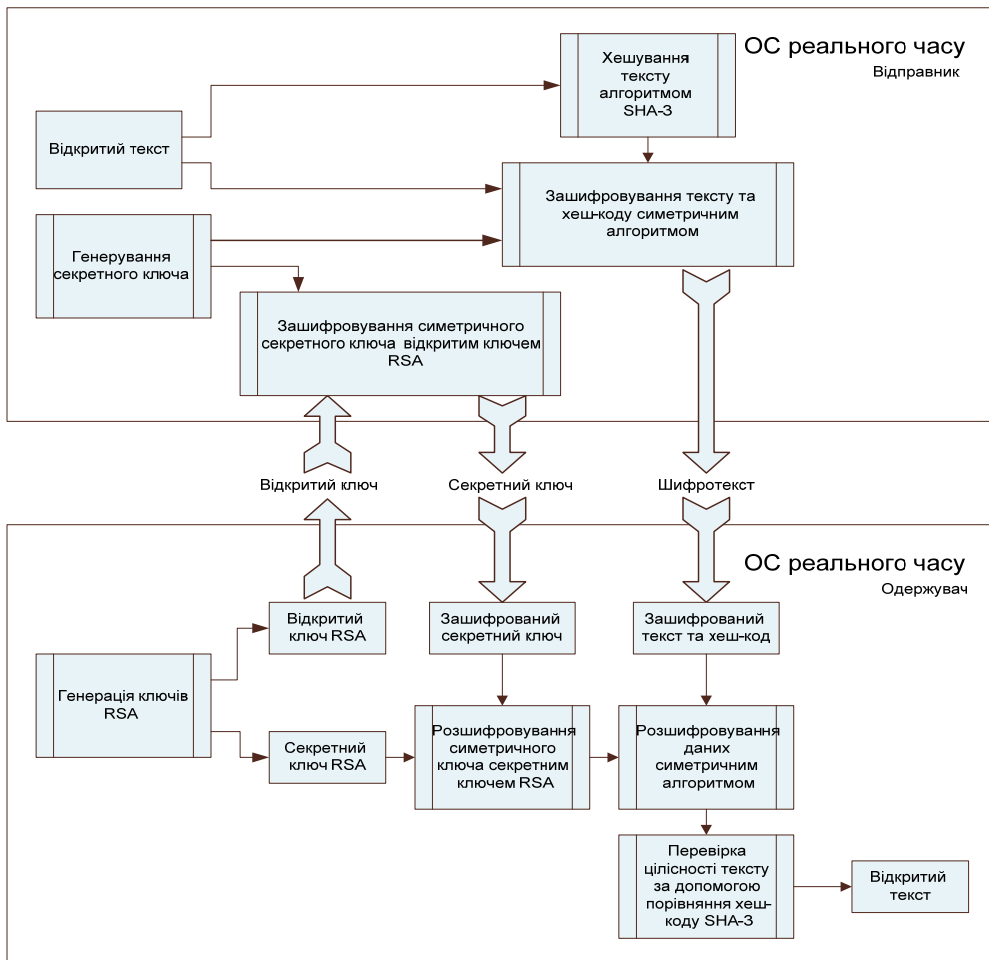 ОС реального часу
Відправник
Хешування
тексту
алгоритмом
SHA-3
Відкритий текст
Зашифровування тексту та
хеш-коду симетричним
алгоритмом
Генерування
секретного ключа
Зашифровування симетричного
секретного ключа відкритим ключем
RSA
Відкритий ключ
Секретний ключ
Шифротекст
ОС реального часу
Одержувач
Відкритий
ключ RSA
Зашифрований
секретний ключ
Зашифрований
текст та хеш-код
Генерація ключів
RSA
Секретний
ключ RSA
Розшифровування
симетричного
ключа секретним
ключем RSA
Розшифровування
даних
симетричним
алгоритмом
Перевірка
цілісності тексту
за допомогою
порівняння хеш-
коду SHA-3
Відкритий
текст